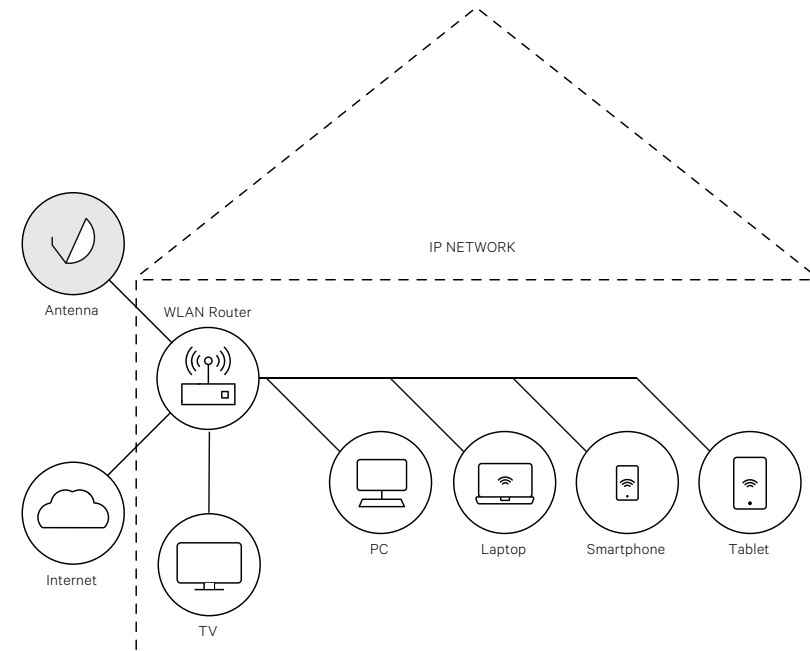 IP NETWORK
Antenna
WLAN Router
PC
Laptop
Smartphone
Tablet
Internet
TV